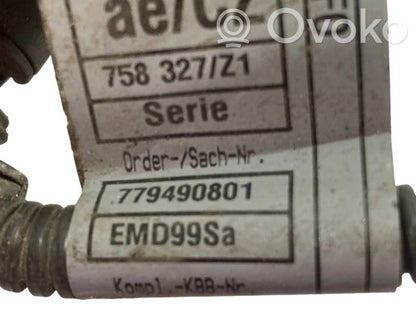 Ovoko
ae/CZ
758 327/Z1
Serie
Order-/Sach-Nr.
779490801
EMD99Sa
Kompl.-KBB-Nr.